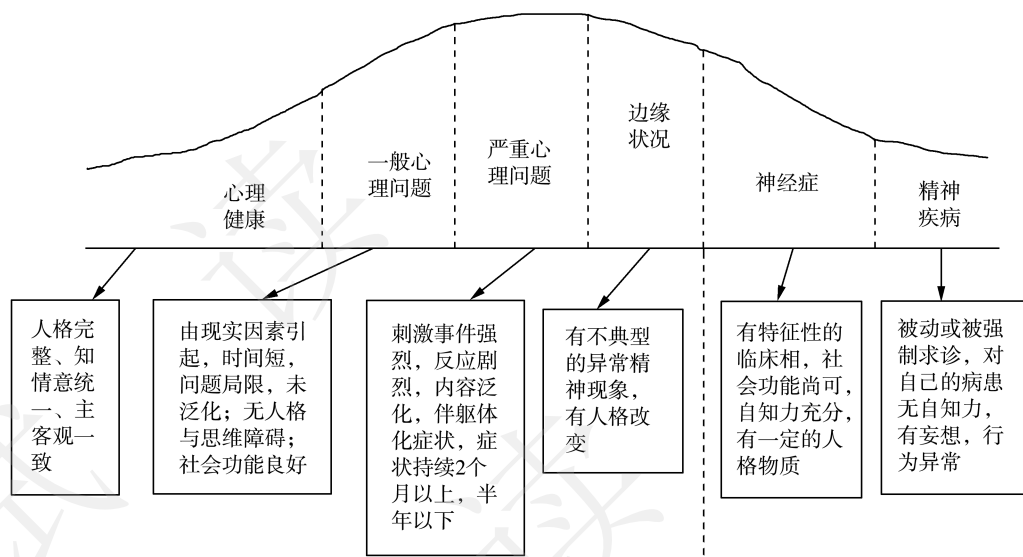 心理
健康
一般心
理问题
严重心
理问题
边缘
状况
神经症
精神
疾病
人格完
整、知
情意统
一、主
客观一
致
由现实因素引
起，时间短，
问题局限，未
泛化；无人格
与思维障碍；
社会功能良好
刺激事件强
烈，反应剧
烈，内容泛
化，伴躯体
化症状，症
状持续2个
月以上，半
年以下
有不典型
的异常精
神现象，
有人格改
变
有特征性的
临床相，社
会功能尚可，
自知力充分，
有一定的人
格物质
被动或被强
制求诊，对
自己的病患
无自知力，
有妄想，行
为异常
试
读
读